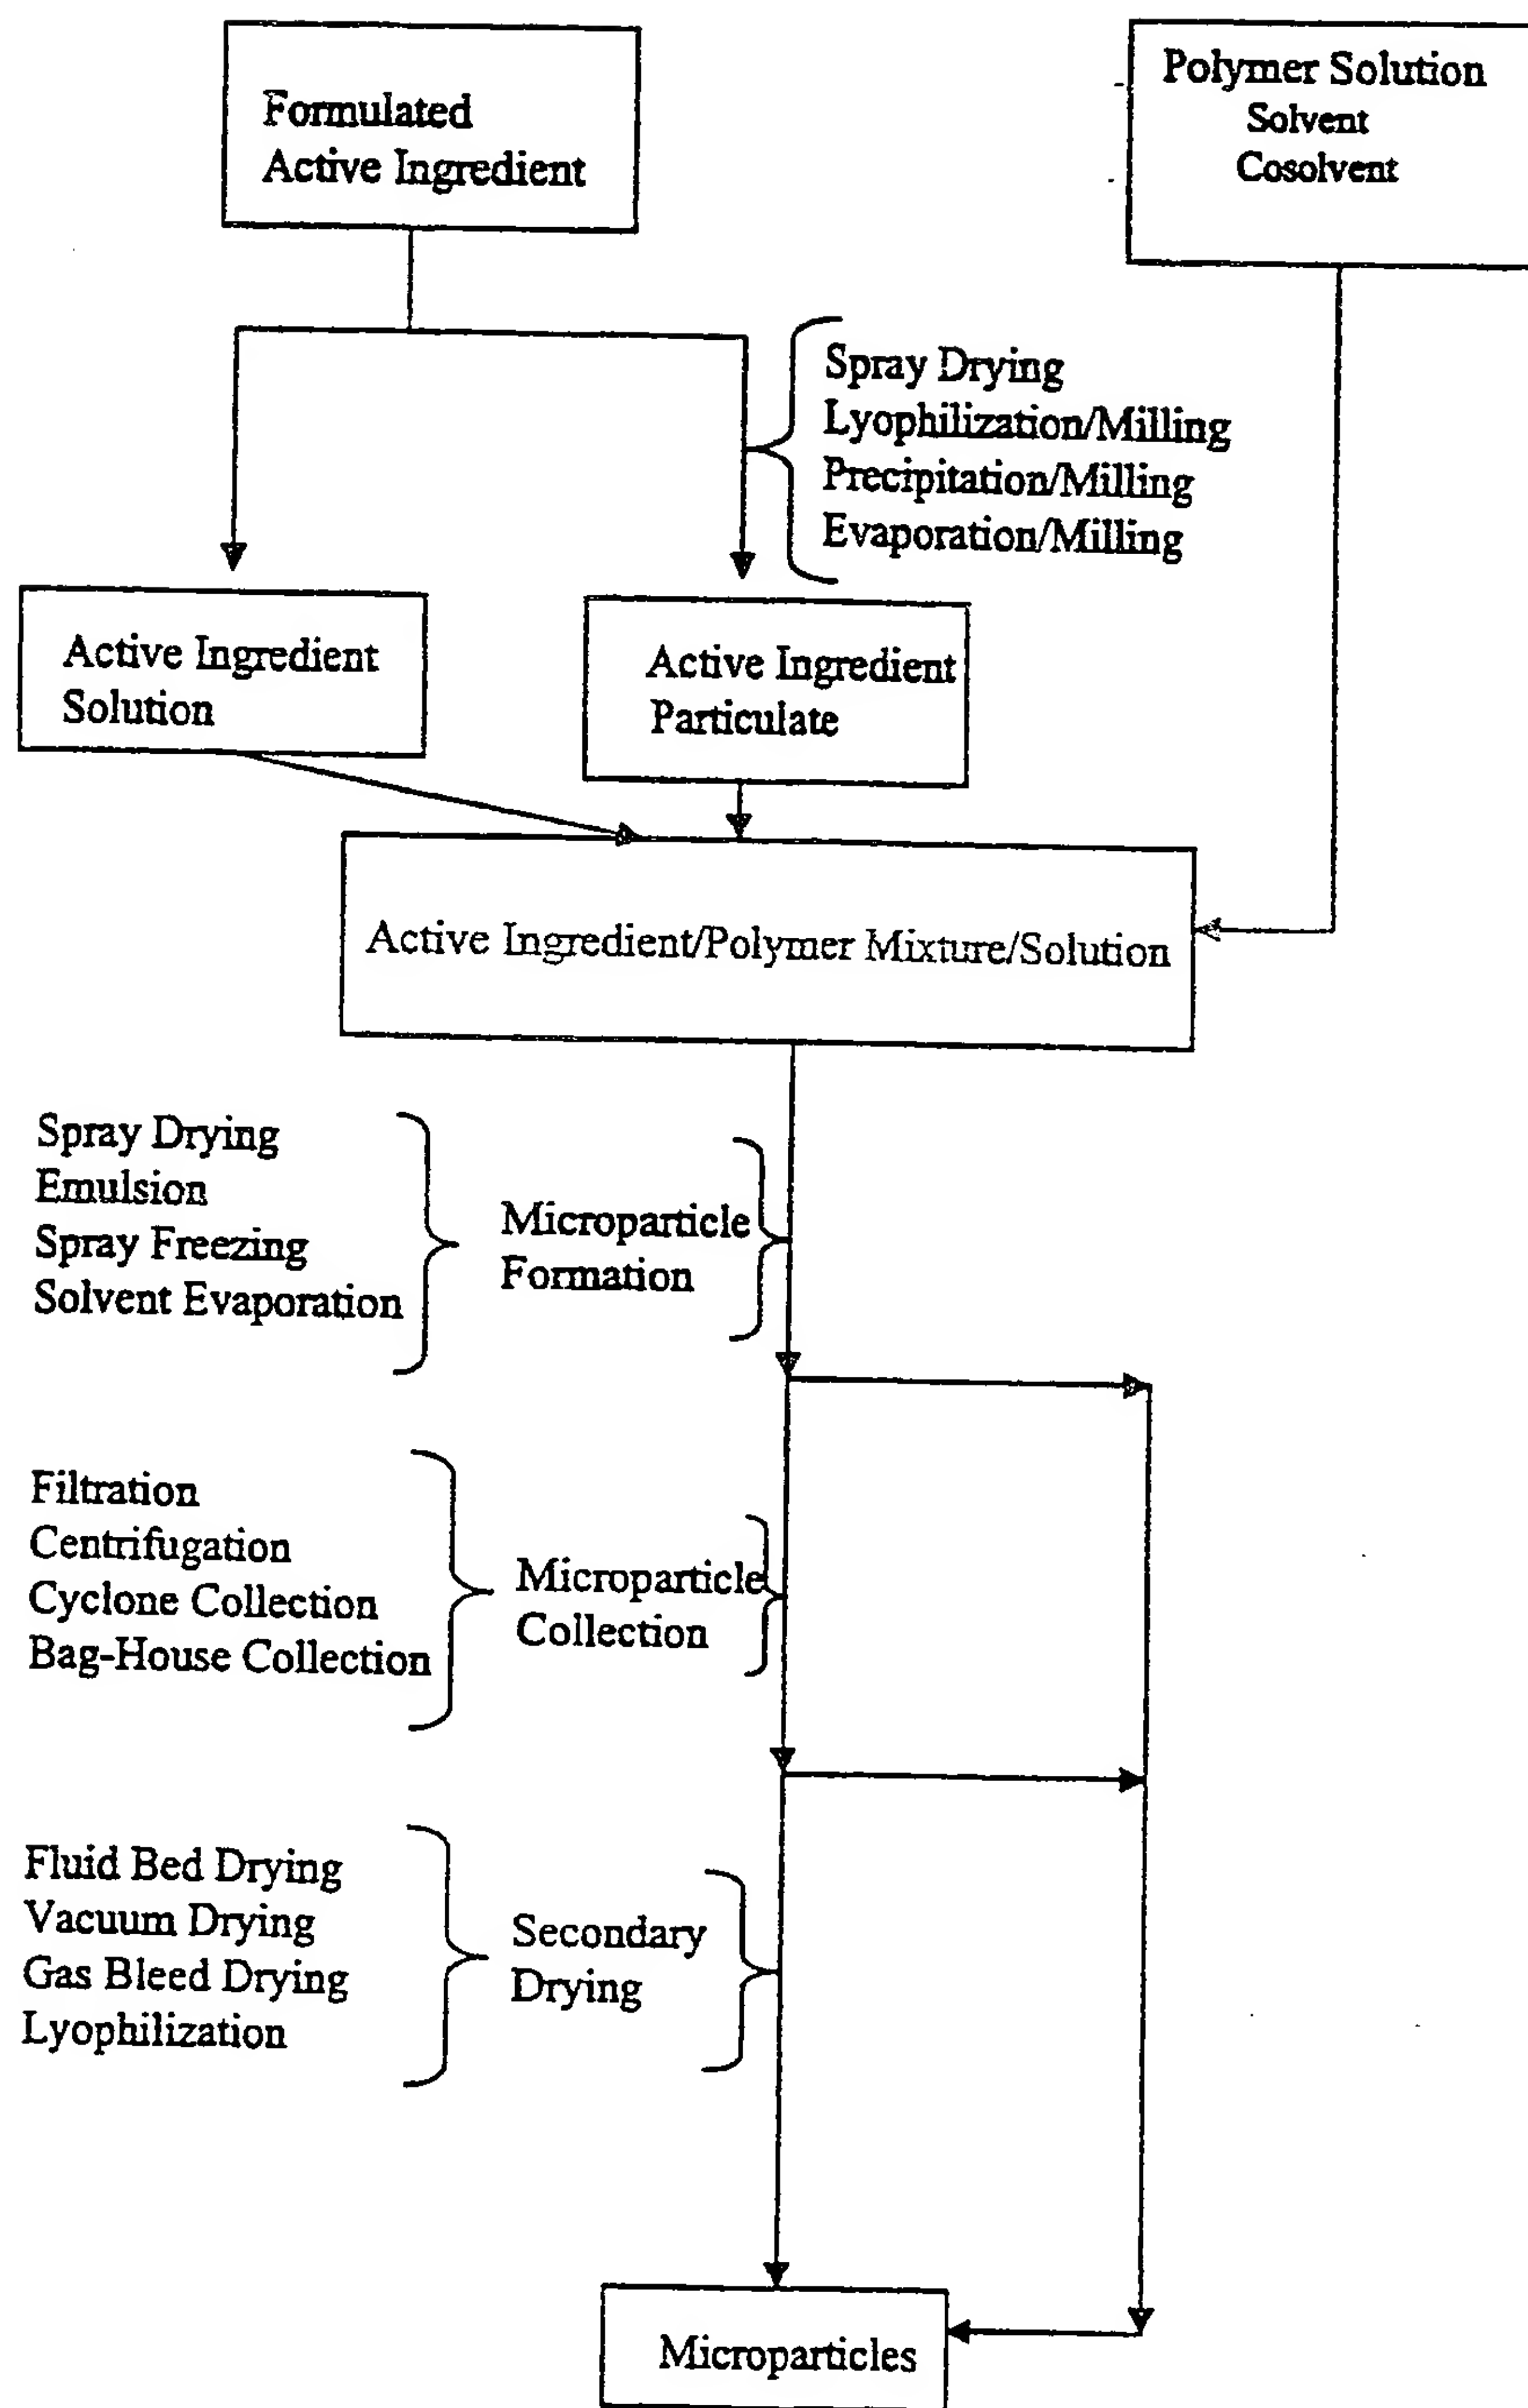 Formulated
Active Ingredient
Polymer Solution
Solvent
Cosolvent
Spray Drying
Lyophilization/Milling
Precipitation/Milling
Evaporation/Milling
Active Ingredient
Solution
Active Ingredient
Particulate
Active Ingredient/Polymer Mixture/Solution
Spray Drying
Emulsion
Spray Freezing
Solvent Evaporation
Microparticle
Formation
Filtration
Centrifugation
Cyclone Collection
Bag-House Collection
Microparticle
Collection
Fluid Bed Drying
Vacuum Drying
Gas Bleed Drying
Lyophilization
Secondary
Drying
Microparticles